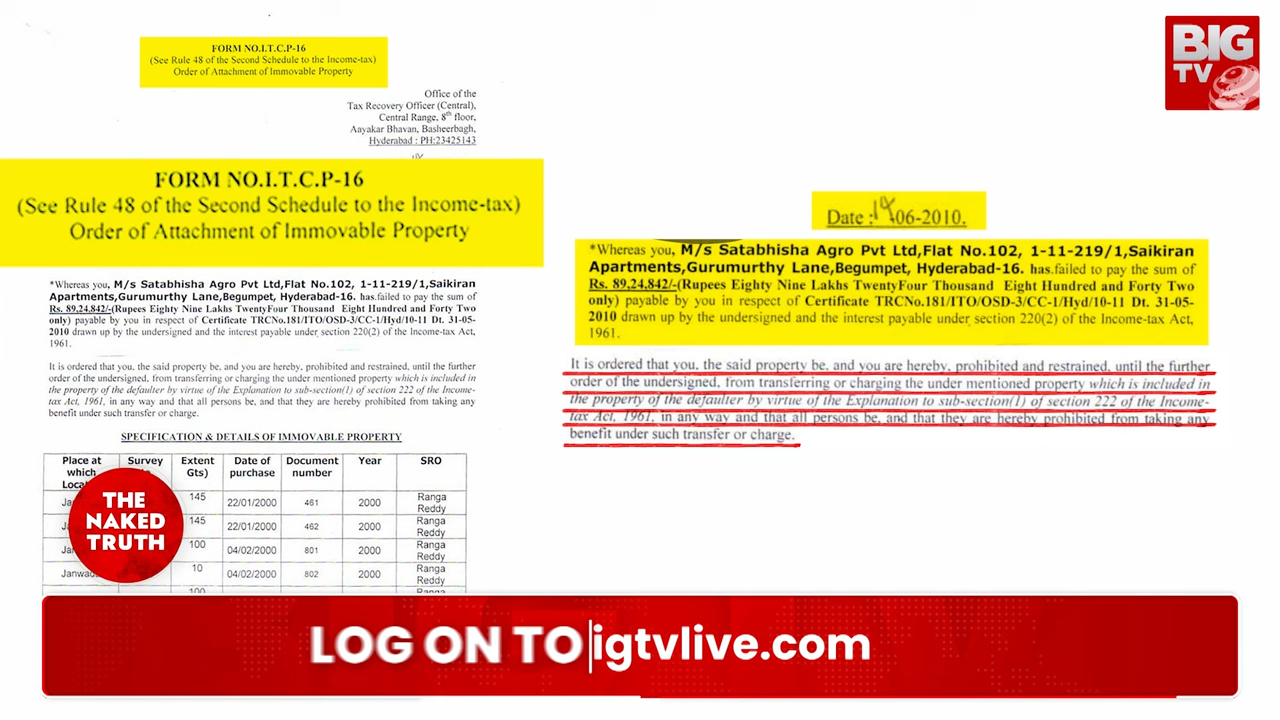 FORM NO.I.T.C.P-16
(See Rule 48 of the Second Schedule to the Income-tax)
Order of Attachment of Immovable Property
Office of the
Tax Recovery Officer (Central),
Central Range, 8th floor,
Aayakar Bhavan, Basheerbagh,
Hyderabad : PH:23425143
FORM NO.I.T.C.P-16
(See Rule 48 of the Second Schedule to the Income-tax)
Order of Attachment of Immovable Property
*Whereas you, M/s Satabhisha Agro Pvt Ltd,Flat No.102, 1-11-219/1,Saikiran
Apartments,Gurumurthy Lane,Begumpet, Hyderabad-16. has.failed to pay the sum of
Rs. 89,24,842/-(Rupees Eighty Nine Lakhs TwentyFour Thousand Eight Hundred and Forty Two
only) payable by you in respect of Certificate TRCNo.181/ITO/OSD-3/CC-1/Hyd/10-11 Dt. 31-05-
2010 drawn up by the undersigned and the interest payable under section 220(2) of the Income-tax Act,
1961.
It is ordered that you, the said property be, and you are hereby, prohibited and restrained, until the further
order of the undersigned, from transferring or charging the under mentioned property which is included in
the property of the defaulter by virtue of the Explanation to sub-section(1) of section 222 of the Income-
tax Act, 1961, in any way and that all persons be, and that they are hereby prohibited from taking any
benefit under such transfer or charge.
SPECIFICATION & DETAILS OF IMMOVABLE PROPERTY
Place at which Survey Extent Gts) Date of purchase Document number Year SRO
145 22/01/2000 461 2000 Ranga Reddy
145 22/01/2000 462 2000 Ranga Reddy
100 04/02/2000 801 2000 Ranga Reddy
10 04/02/2000 802 2000 Ranga Reddy
THE
NAKED
TRUTH
BIG
TV
Date : 06-2010.
*Whereas you, M/s Satabhisha Agro Pvt Ltd,Flat No.102, 1-11-219/1,Saikiran
Apartments,Gurumurthy Lane,Begumpet, Hyderabad-16. has.failed to pay the sum of
Rs. 89,24,842/-(Rupees Eighty Nine Lakhs TwentyFour Thousand Eight Hundred and Forty Two
only) payable by you in respect of Certificate TRCNo.181/ITO/OSD-3/CC-1/Hyd/10-11 Dt. 31-05-
2010 drawn up by the undersigned and the interest payable under section 220(2) of the Income-tax Act,
1961.
It is ordered that you, the said property be, and you are hereby, prohibited and restrained, until the further
order of the undersigned, from transferring or charging the under mentioned property which is included in
the property of the defaulter by virtue of the Explanation to sub-section(1) of section 222 of the Income-
tax Act, 1961, in any way and that all persons be, and that they are hereby prohibited from taking any
benefit under such transfer or charge.
LOG ON TO igtvlive.com